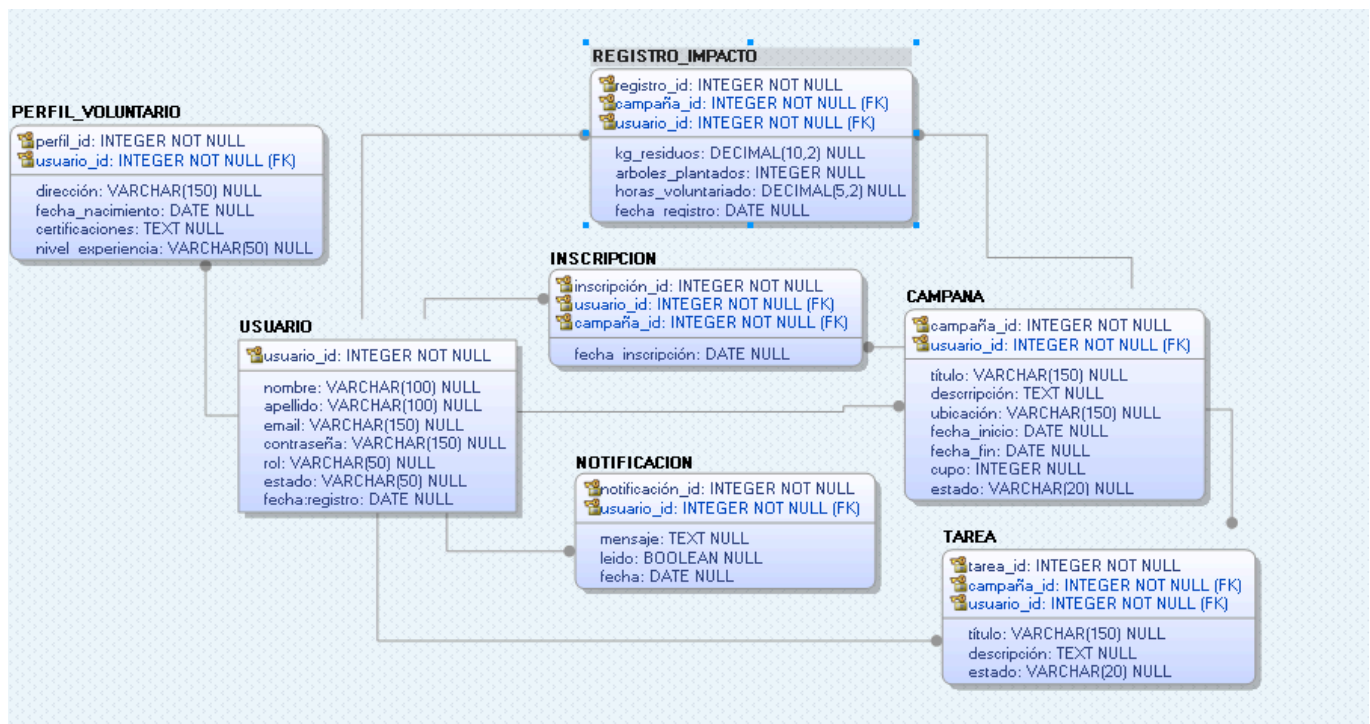 REGISTRO_IMPACTO
registro_id: INTEGER NOT NULL
campaña_id: INTEGER NOT NULL (FK)
usuario_id: INTEGER NOT NULL (FK)
kg_residuos: DECIMAL(10,2) NULL
arboles_plantados: INTEGER NULL
horas_voluntariado: DECIMAL(5,2) NULL
fecha_registro: DATE NULL
PERFIL_VOLUNTARIO
perfil_id: INTEGER NOT NULL
usuario_id: INTEGER NOT NULL (FK)
dirección: VARCHAR(150) NULL
fecha_nacimiento: DATE NULL
certificaciones: TEXT NULL
nivel_experiencia: VARCHAR(50) NULL
INSCRIPCION
inscripción_id: INTEGER NOT NULL
usuario_id: INTEGER NOT NULL (FK)
campaña_id: INTEGER NOT NULL (FK)
fecha_inscripción: DATE NULL
CAMPANA
campaña_id: INTEGER NOT NULL
usuario_id: INTEGER NOT NULL (FK)
título: VARCHAR(150) NULL
descripción: TEXT NULL
ubicación: VARCHAR(150) NULL
fecha_inicio: DATE NULL
fecha_fin: DATE NULL
cupo: INTEGER NULL
estado: VARCHAR(20) NULL
USUARIO
usuario_id: INTEGER NOT NULL
nombre: VARCHAR(100) NULL
apellido: VARCHAR(100) NULL
email: VARCHAR(150) NULL
contraseña: VARCHAR(150) NULL
rol: VARCHAR(50) NULL
estado: VARCHAR(50) NULL
fecha:registro: DATE NULL
NOTIFICACION
notificación_id: INTEGER NOT NULL
usuario_id: INTEGER NOT NULL (FK)
mensaje: TEXT NULL
leido: BOOLEAN NULL
fecha: DATE NULL
TAREA
tarea_id: INTEGER NOT NULL
campaña_id: INTEGER NOT NULL (FK)
usuario_id: INTEGER NOT NULL (FK)
título: VARCHAR(150) NULL
descripción: TEXT NULL
estado: VARCHAR(20) NULL